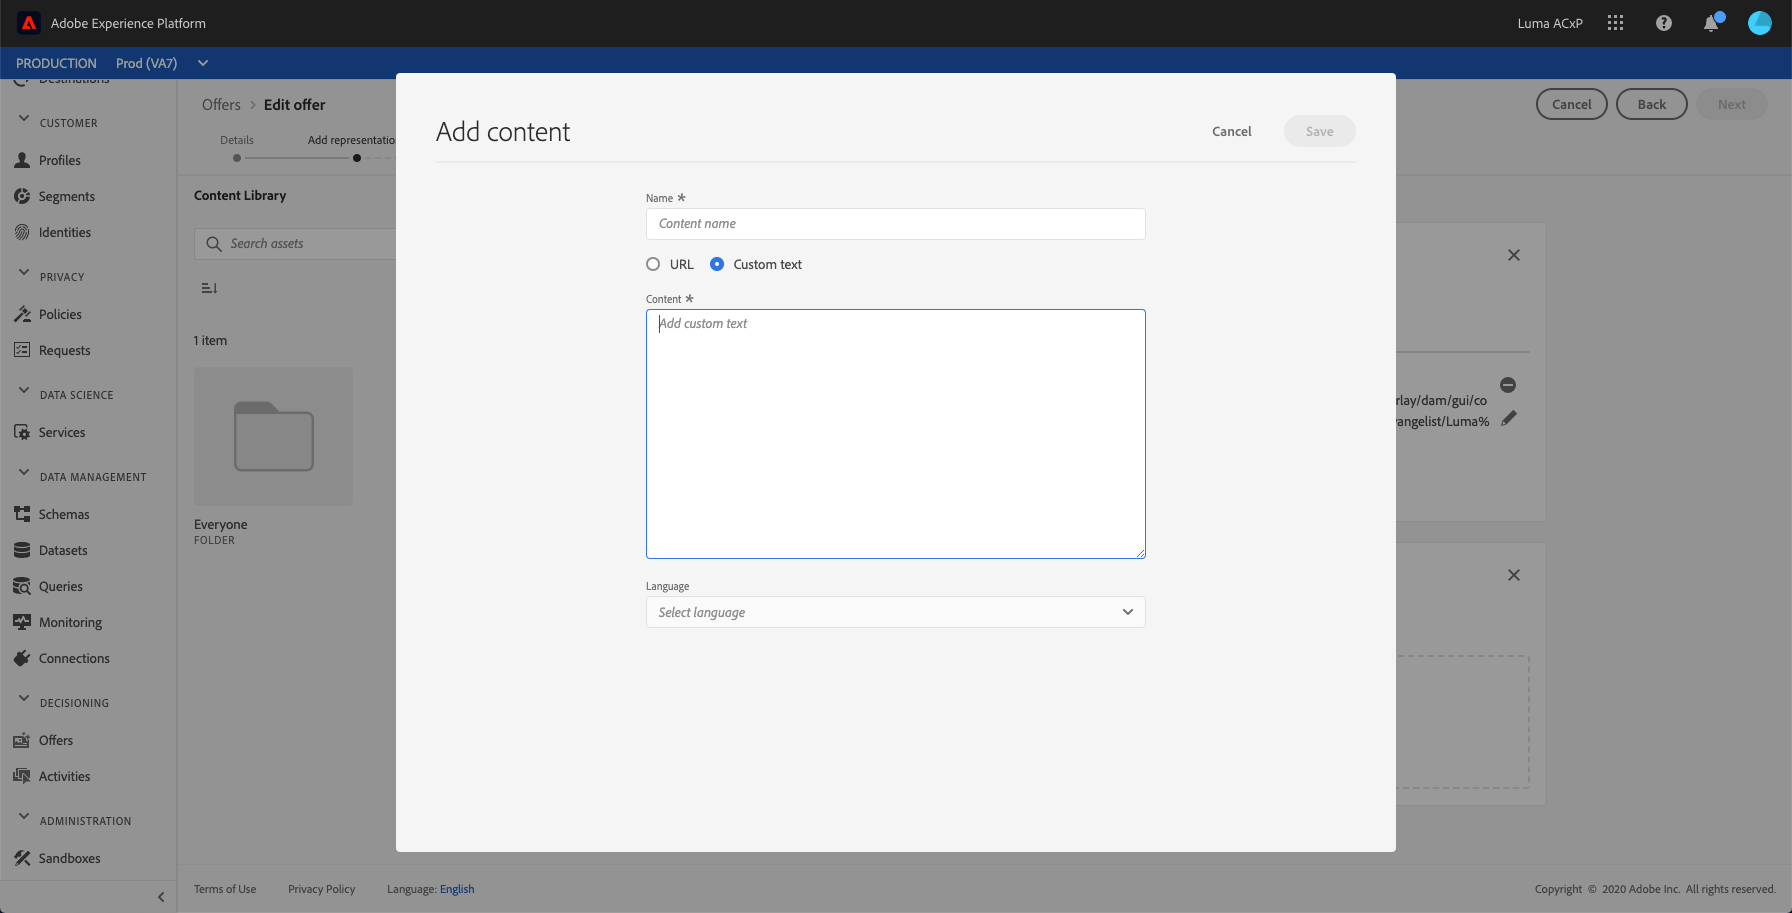 Adobe Experience Platform
Luma ACxP
PRODUCTION Prod (VA7)
Destinations
CUSTOMER
Profiles
Segments
Identities
PRIVACY
Policies
Requests
DATA SCIENCE
Services
DATA MANAGEMENT
Schemas
Datasets
Queries
Monitoring
Connections
DECISIONING
Offers
Activities
ADMINISTRATION
Sandboxes
Offers > Edit offer
Cancel Back Next
Details Add representatio
Content Library
Search assets
1 item
Everyone
FOLDER
Add content
Cancel Save
Name *
Content name
URL Custom text
Content *
Add custom text
Language
Select language
rlay/dam/gui/co
angelist/Luma%
Terms of Use Privacy Policy Language: English
Copyright © 2020 Adobe Inc. All rights reserved.